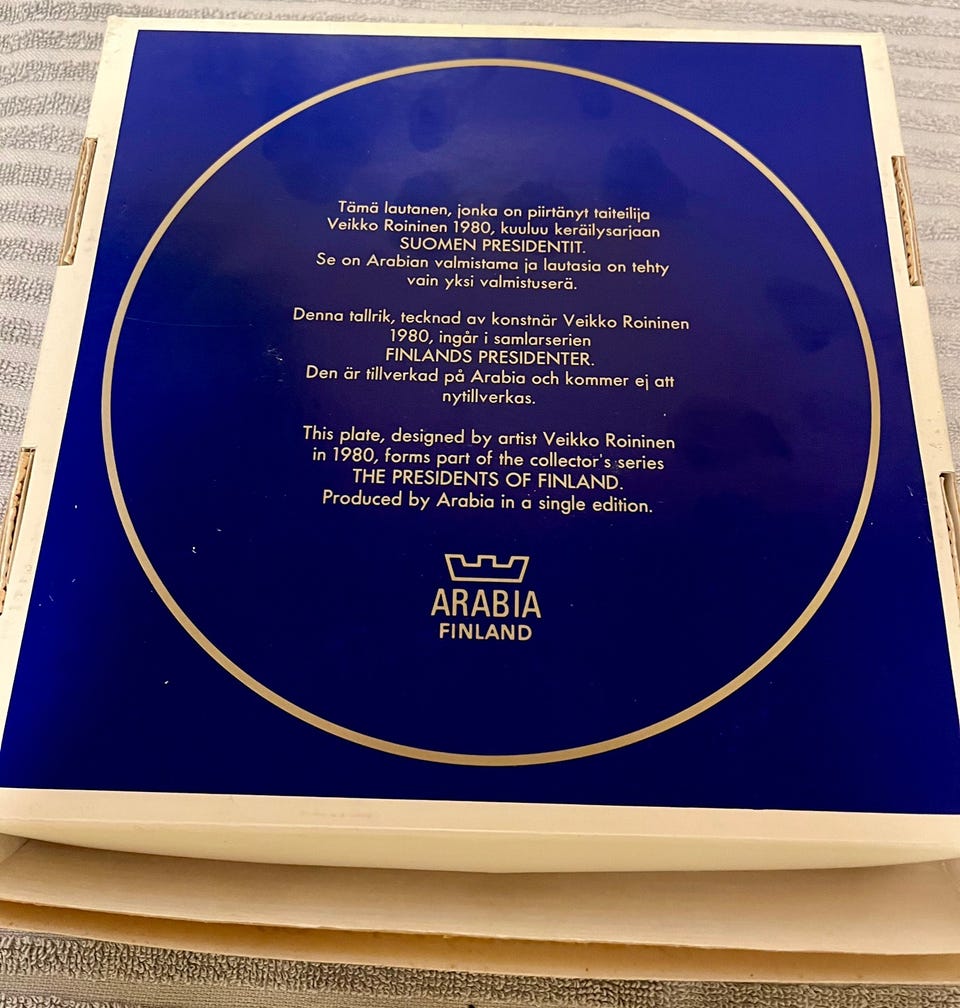 Tämä lautanen, jonka on piirtänyt taiteilija
Veikko Roininen 1980, kuuluu keräilysarjaan
SUOMEN PRESIDENTIT.
Se on Arabian valmistama ja lautasia on tehty
vain yksi valmistuserä.
Denna tallrik, tecknad av konstnär Veikko Roininen
1980, ingår i samlarserien
FINLANDS PRESIDENTER.
Den är tillverkad på Arabia och kommer ej att
nytillverkas.
This plate, designed by artist Veikko Roininen
in 1980, forms part of the collector's series
THE PRESIDENTS OF FINLAND.
Produced by Arabia in a single edition.
ARABIA
FINLAND